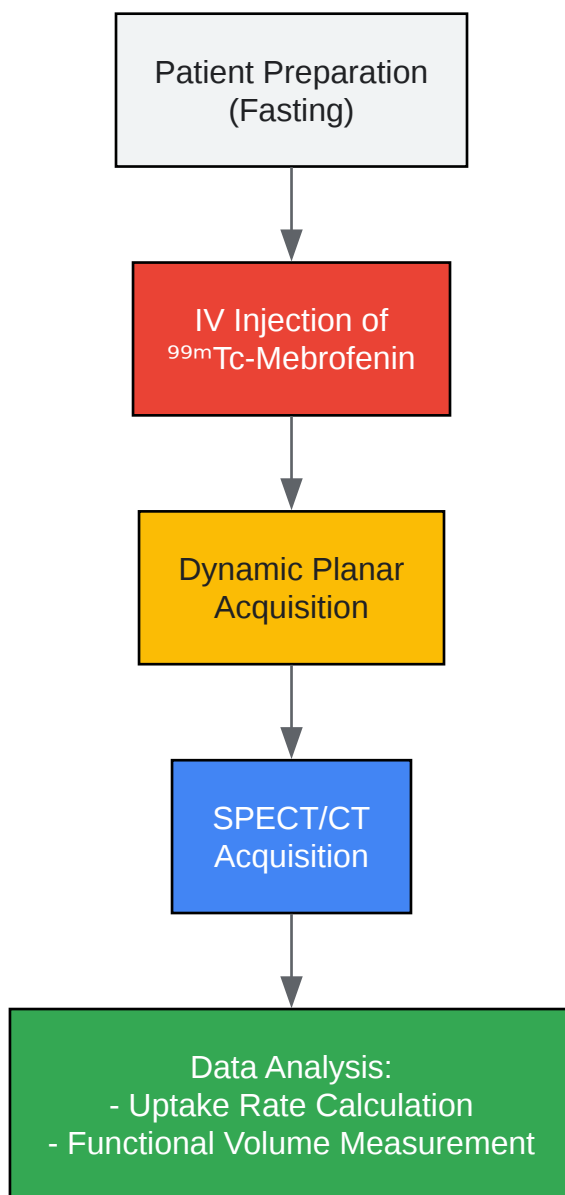 Patient Preparation
(Fasting)
IV Injection of
⁹⁹ᵐTc-Mebrofenin
Dynamic Planar
Acquisition
SPECT/CT
Acquisition
Data Analysis:
- Uptake Rate Calculation
- Functional Volume Measurement